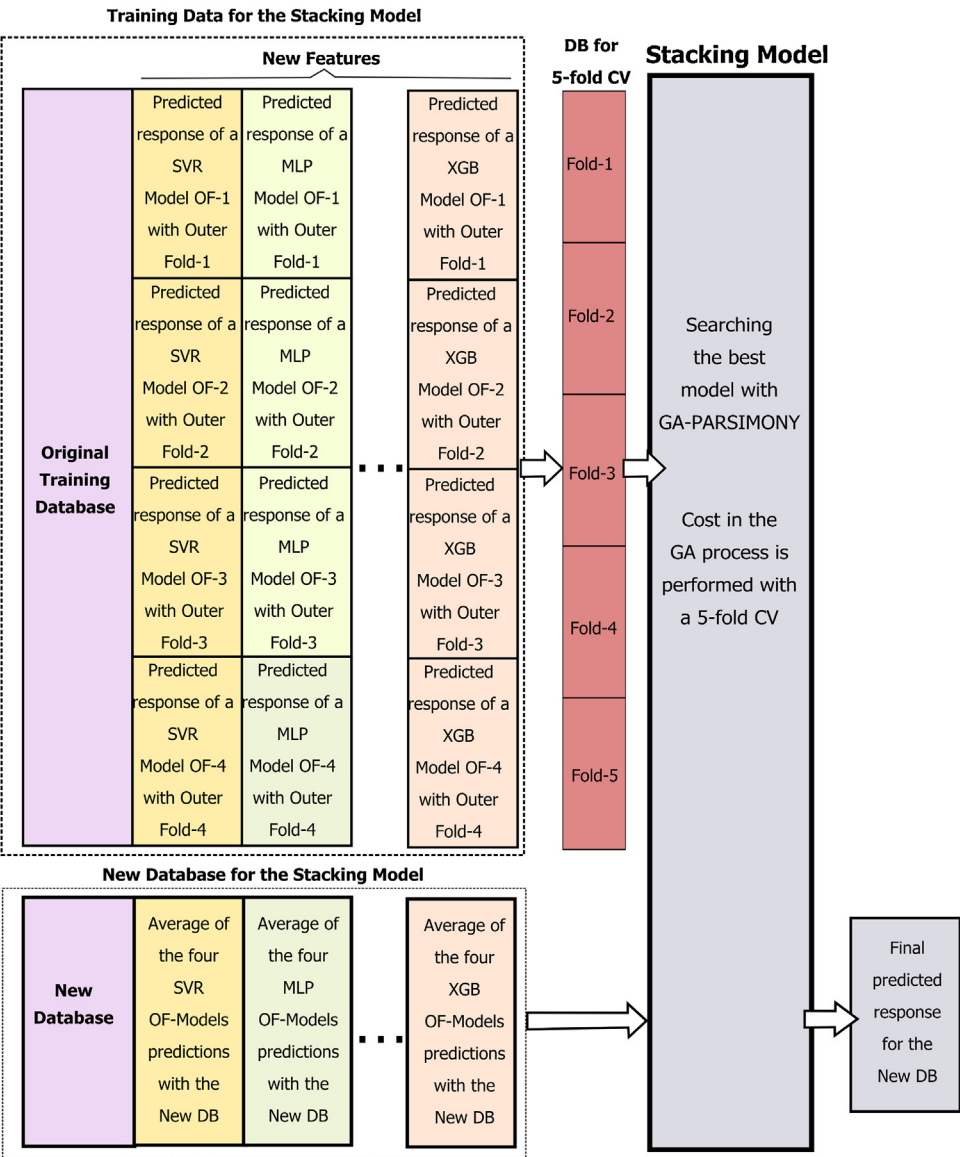 Training Data for the Stacking Model
New Features
DB for
5-fold CV
Stacking Model
Original
Training
Database
Predicted
response of a
SVR
Model OF-1
with Outer
Fold-1
Predicted
response of a
MLP
Model OF-1
with Outer
Fold-1
Predicted
response of a
XGB
Model OF-1
with Outer
Fold-1
Predicted
response of a
SVR
Model OF-2
with Outer
Fold-2
Predicted
response of a
MLP
Model OF-2
with Outer
Fold-2
...
Predicted
response of a
XGB
Model OF-2
with Outer
Fold-2
Predicted
response of a
SVR
Model OF-3
with Outer
Fold-3
Predicted
response of a
MLP
Model OF-3
with Outer
Fold-3
Predicted
response of a
XGB
Model OF-3
with Outer
Fold-3
Predicted
response of a
SVR
Model OF-4
with Outer
Fold-4
Predicted
response of a
MLP
Model OF-4
with Outer
Fold-4
Predicted
response of a
XGB
Model OF-4
with Outer
Fold-4
Fold-1
Fold-2
Fold-3
Fold-4
Fold-5
Searching
the best
model with
GA-PARSIMONY
Cost in the
GA process is
performed with
a 5-fold CV
New Database for the Stacking Model
New
Database
Average of
the four
SVR
OF-Models
predictions
with the
New DB
Average of
the four
MLP
OF-Models
predictions
with the
New DB
...
Average of
the four
XGB
OF-Models
predictions
with the
New DB
Final
predicted
response
for the
New DB